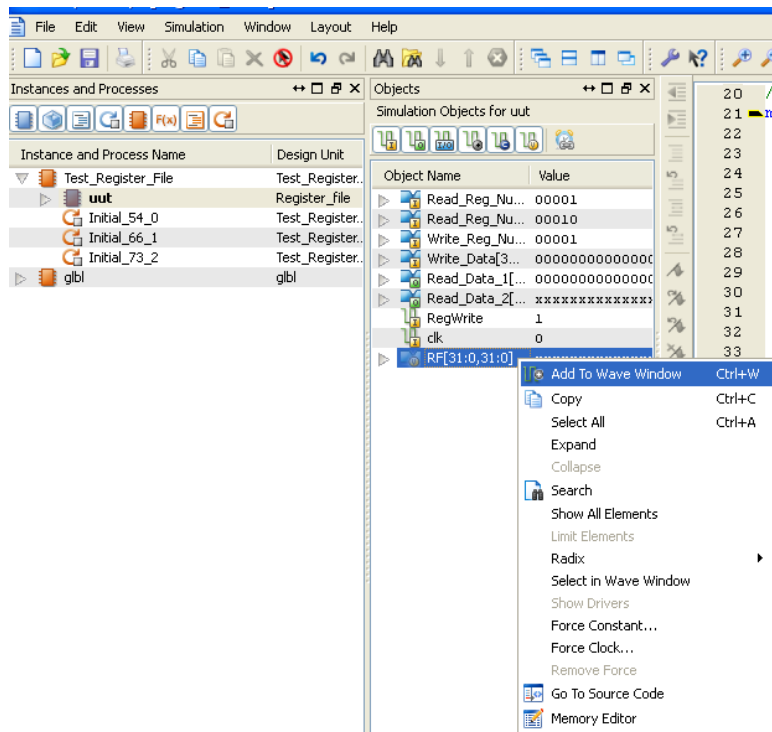 File Edit View Simulation Window Layout Help
Instances and Processes
F(x)
Instance and Process Name Design Unit
Test_Register_File Test_Register..
uut Register_file
Initial_54_0 Test_Register..
Initial_66_1 Test_Register..
Initial_73_2 Test_Register..
glbl glbl
Objects
Simulation Objects for uut
Object Name Value
Read_Reg_Nu... 00001
Read_Reg_Nu... 00010
Write_Reg_Nu... 00001
Write_Data[3... 00000000000000
Read_Data_1[... 00000000000000
Read_Data_2[... xxxxxxxxxxxxxx
RegWrite 1
clk 0
RF[31:0,31:0]
Add To Wave Window Ctrl+W
Copy Ctrl+C
Select All Ctrl+A
Expand
Collapse
Search
Show All Elements
Limit Elements
Radix
Select in Wave Window
Show Drivers
Force Constant...
Force Clock...
Remove Force
Go To Source Code
Memory Editor
20 /
21 m
22
23
24
25
26
27
28
29
30
31
32
33